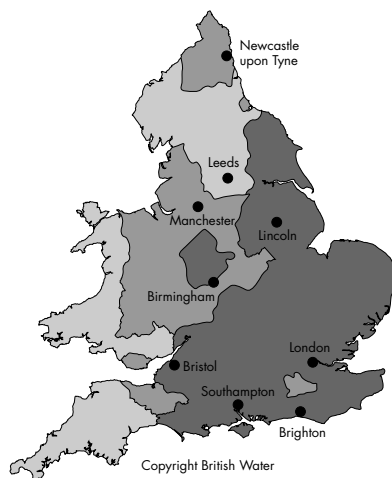 Newcastle
upon Tyne
Leeds
Manchester
Lincoln
Birmingham
London
Bristol
Southampton
Brighton
Copyright British Water